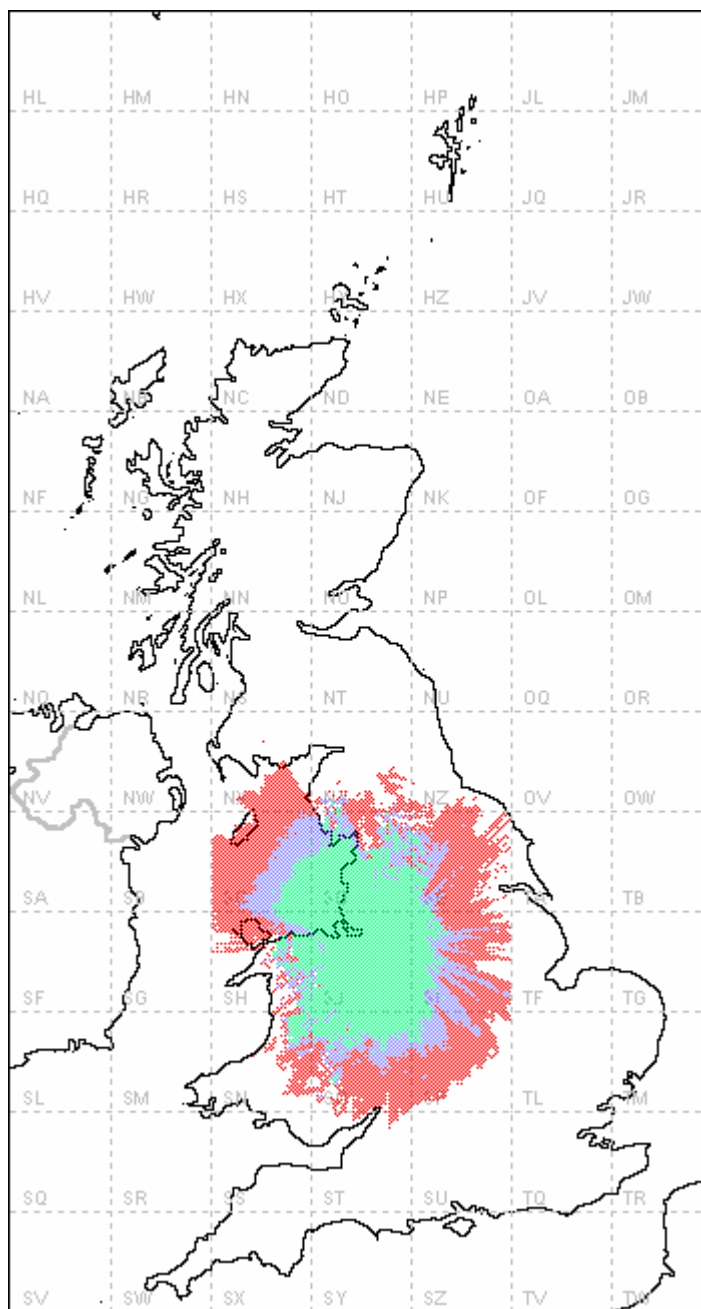 HL HM HN HO HP JL JM
HQ HR HS HT HU JQ JR
HV HW HX HZ JV JW
NA NB NC ND NE OA OB
NF NG NH NJ NK OF OG
NL NM NN NO NP OL OM
NQ NR NS NT NU OQ OR
NV NW NZ OV OW
SA SB TA TB
SF SG SH SJ TF TG
SL SM SN TL TM
SQ SR SS ST SU TQ TR
SV SW SX SY SZ TV TW